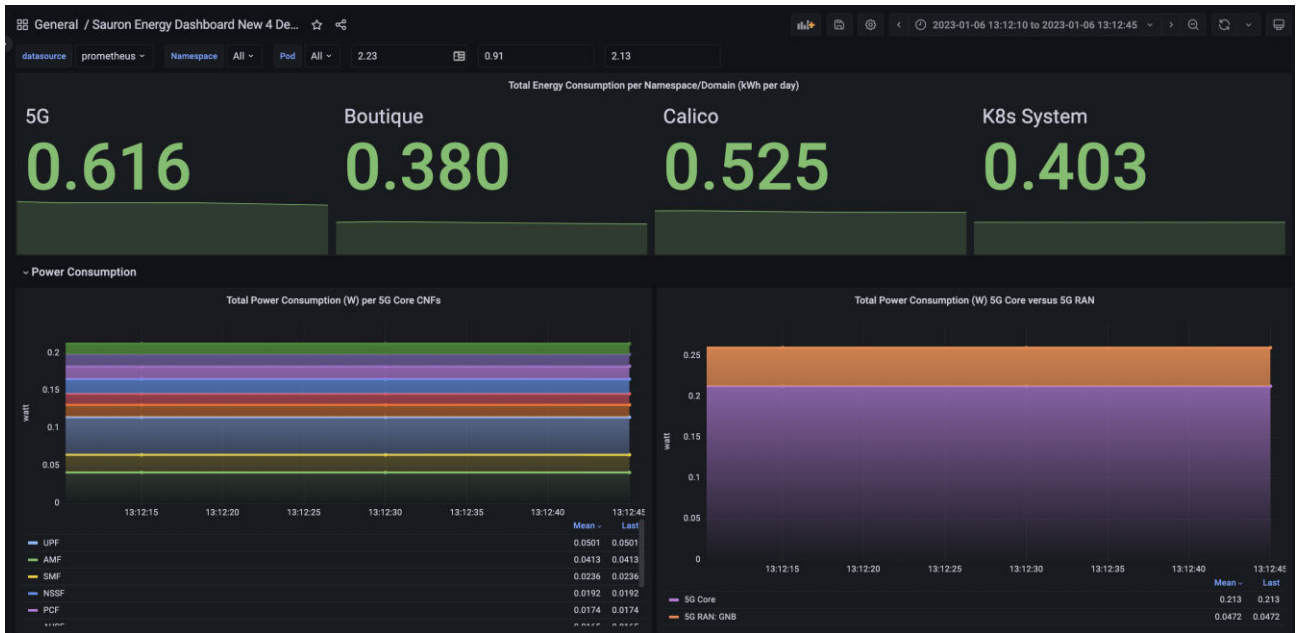 General / Sauron Energy Dashboard New 4 De...
2023-01-06 13:12:10 to 2023-01-06 13:12:45
datasource prometheus Namespace All Pod All 2.23 0.91 2.13
Total Energy Consumption per Namespace/Domain (kWh per day)
5G Boutique Calico K8s System
0.616 0.380 0.525 0.403
Power Consumption
Total Power Consumption (W) per 5G Core CNFs
0.2
0.15
0.1
0.05
0
watt
13:12:15 13:12:20 13:12:25 13:12:30 13:12:35 13:12:40 13:12:45
Mean Last
UPF 0.0501 0.0501
AMF 0.0413 0.0413
SMF 0.0236 0.0236
NSSF 0.0192 0.0192
PCF 0.0174 0.0174
Total Power Consumption (W) 5G Core versus 5G RAN
0.25
0.2
0.15
0.1
0.05
0
watt
13:12:15 13:12:20 13:12:25 13:12:30 13:12:35 13:12:40 13:12:45
Mean Last
5G Core 0.213 0.213
5G RAN: GNB 0.0472 0.0472